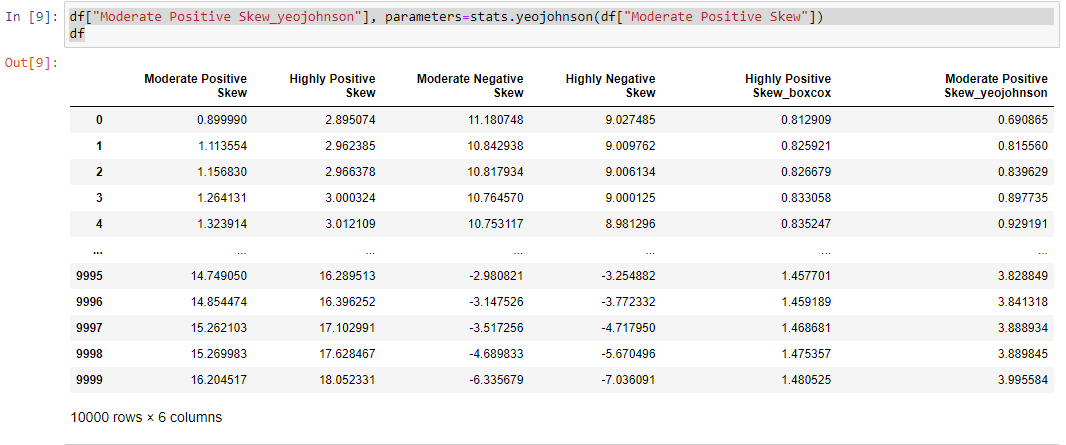 In [9]: df["Moderate Positive Skew_yeojohnson"], parameters=stats.yeojohnson(df["Moderate Positive Skew"])
df
Out[9]:
Moderate Positive Skew Highly Positive Skew Moderate Negative Skew Highly Negative Skew Highly Positive Skew_boxcox Moderate Positive Skew_yeojohnson
0 0.899990 2.895074 11.180748 9.027485 0.812909 0.690865
1 1.113554 2.962385 10.842938 9.009762 0.825921 0.815560
2 1.156830 2.966378 10.817934 9.006134 0.826679 0.839629
3 1.264131 3.000324 10.764570 9.000125 0.833058 0.897735
4 1.323914 3.012109 10.753117 8.981296 0.835247 0.929191
... ... ... ... ... ... ...
9995 14.749050 16.289513 -2.980821 -3.254882 1.457701 3.828849
9996 14.854474 16.396252 -3.147526 -3.772332 1.459189 3.841318
9997 15.262103 17.102991 -3.517256 -4.717950 1.468681 3.888934
9998 15.269983 17.628467 -4.689833 -5.670496 1.475357 3.889845
9999 16.204517 18.052331 -6.335679 -7.036091 1.480525 3.995584
10000 rows × 6 columns